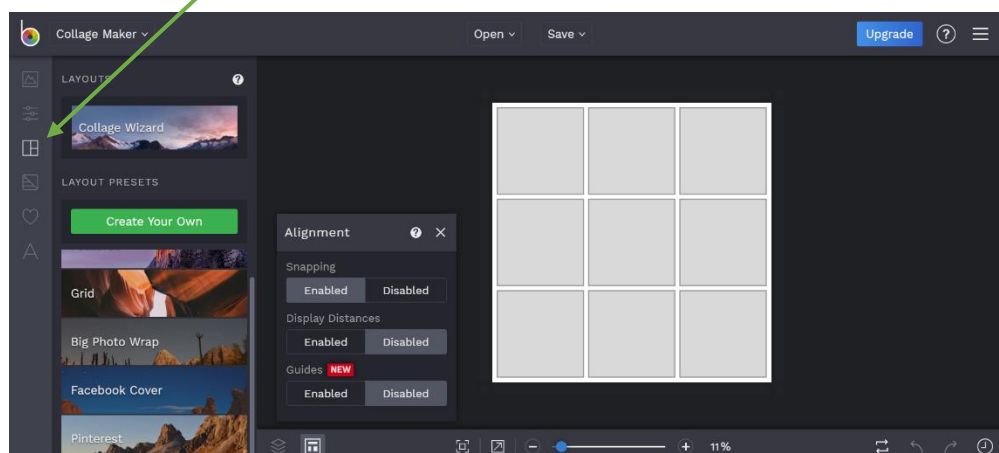 Collage Maker Open Save Upgrade ?
LAYOUTS ?
Collage Wizard
LAYOUT PRESETS
Create Your Own
Grid
Big Photo Wrap
Facebook Cover
Pinterest
A
Alignment ? ×
Snapping
Enabled Disabled
Display Distances
Enabled Disabled
Guides NEW
Enabled Disabled
11%